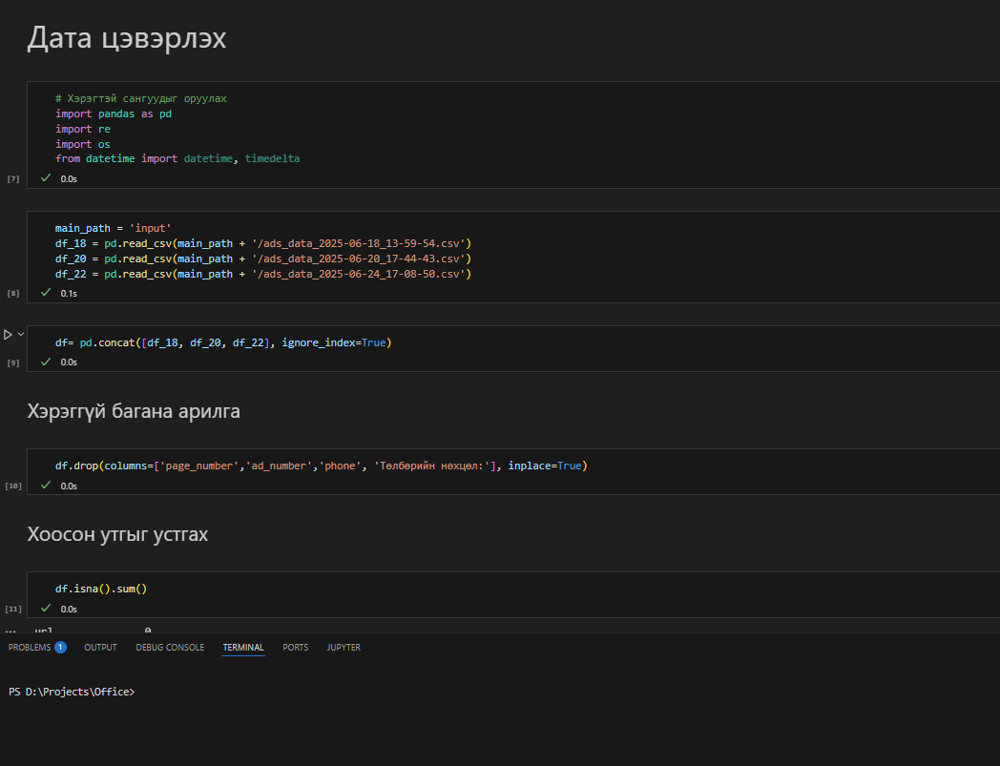 Дата цэвэрлэх
# Хэрэгтэй сангуудыг оруулах
import pandas as pd
import re
import os
from datetime import datetime, timedelta
[7] 0.0s
main_path = 'input'
df_18 = pd.read_csv(main_path + '/ads_data_2025-06-18_13-59-54.csv')
df_20 = pd.read_csv(main_path + '/ads_data_2025-06-20_17-44-43.csv')
df_22 = pd.read_csv(main_path + '/ads_data_2025-06-24_17-08-50.csv')
[8] 0.1s
df= pd.concat([df_18, df_20, df_22], ignore_index=True)
[9] 0.0s
Хэрэггүй багана арилга
df.drop(columns=['page_number','ad_number','phone', 'Төлбөрийн нөхцөл:'], inplace=True)
[10] 0.0s
Хоосон утгыг устгах
df.isna().sum()
[11] 0.0s
... url 0
PROBLEMS 1 OUTPUT DEBUG CONSOLE TERMINAL PORTS JUPYTER
PS D:\Projects\Office>